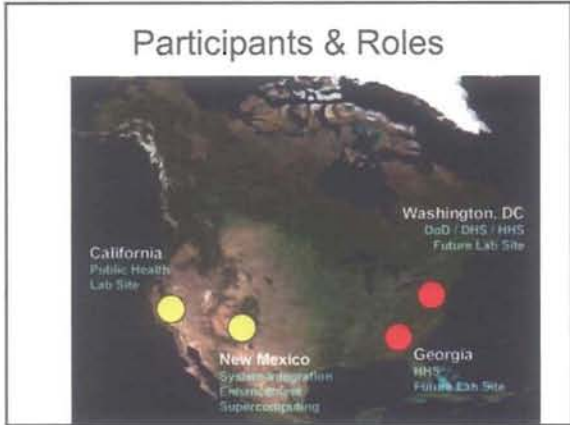 Participants & Roles
Washington, DC
DoD / DHS / HHS
Future Lab Site
California
Public Health
Lab Site
New Mexico
System Integration
Enhancement
Supercomputing
Georgia
HHS
Future Lab Site